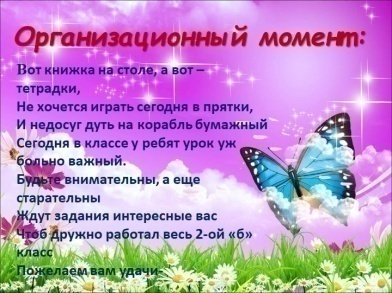 Организационный момент:
Вот книжка на столе, а вот –
тетрадки,
Не хочется играть сегодня в прятки,
И недосуг дуть на корабль бумажный
Сегодня в классе у ребят урок уж
больно важный.
Будьте внимательны, а еще
старательны
Ждут задания интересные вас
Чтоб дружно работал весь 2-ой «б»
класс
Пожелаем вам удачи-